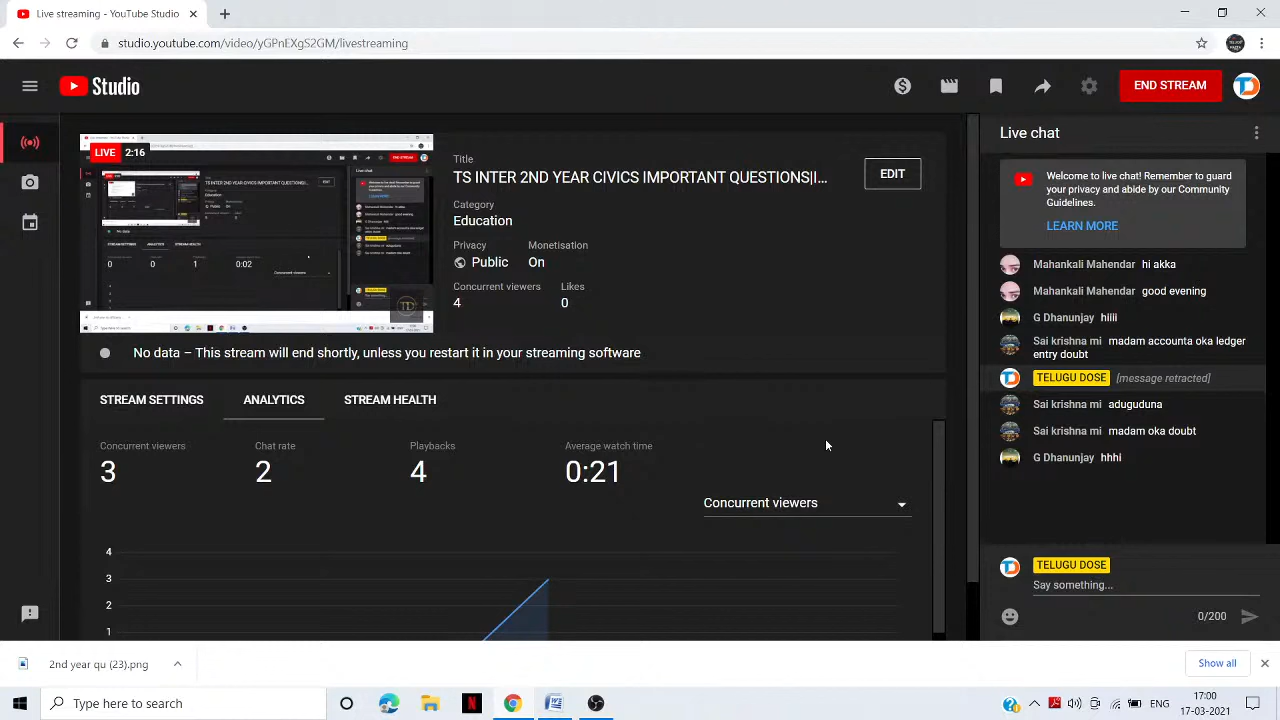 Live streaming - YouTube Studio
studio.youtube.com/video/yGPnEXgS2GM/livestreaming
Studio
END STREAM
LIVE 2:16
Title
TS INTER 2ND YEAR CIVICS IMPORTANT QUESTIONS||...
EDIT
Category
Education
Privacy Monetisation
Public On
Concurrent viewers Likes
4 0
No data – This stream will end shortly, unless you restart it in your streaming software
STREAM SETTINGS ANALYTICS STREAM HEALTH
Concurrent viewers Chat rate Playbacks Average watch time
3 2 4 0:21
Concurrent viewers
4
3
2
1
Live chat
Welcome to live chat! Remember to guard
your privacy and abide by our Community
Guidelines.
LEARN MORE
Mahankali Mahendar hi akka
Mahankali Mahendar good evening
G Dhanunjay hiiii
Sai krishna mi madam accounta oka ledger
entry doubt
TELUGU DOSE [message retracted]
Sai krishna mi aduguduna
Sai krishna mi madam oka doubt
G Dhanunjay hhhi
TELUGU DOSE
Say something...
0/200
2nd year qu (23).png
Show all
Type here to search
ENG
17:00
17-03-2021